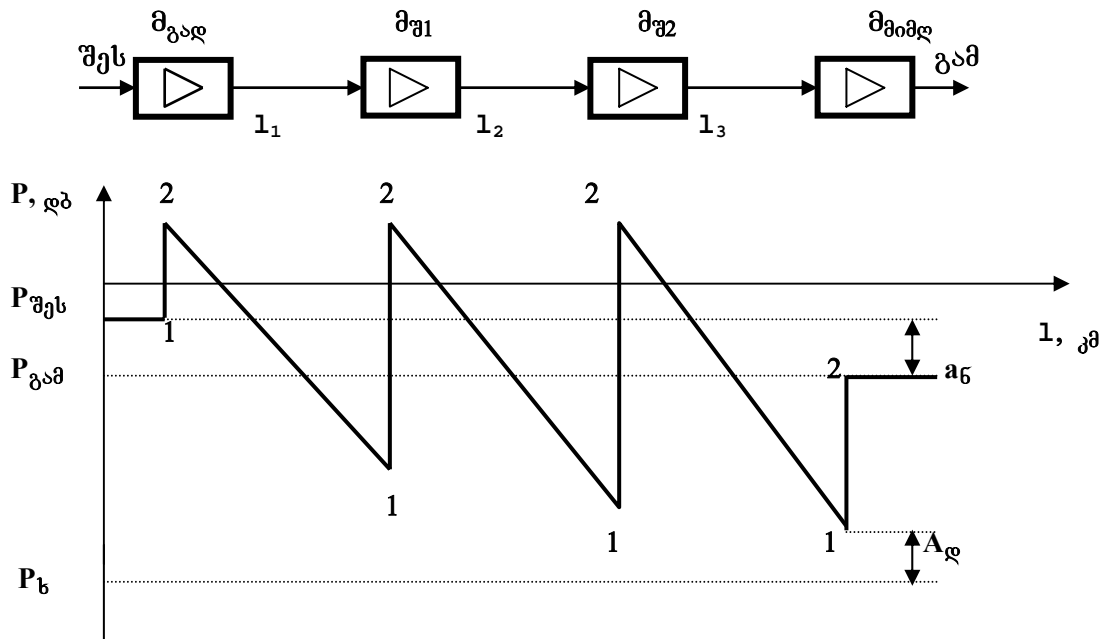 მგად მშ1 მშ2 მმიმღ
შეს გამ
l1 l2 l3
P, დბ 2 2 2
Pშეს
1 l, კმ
Pგამ 2 aნ
1
1 1 Aდ
Pხ